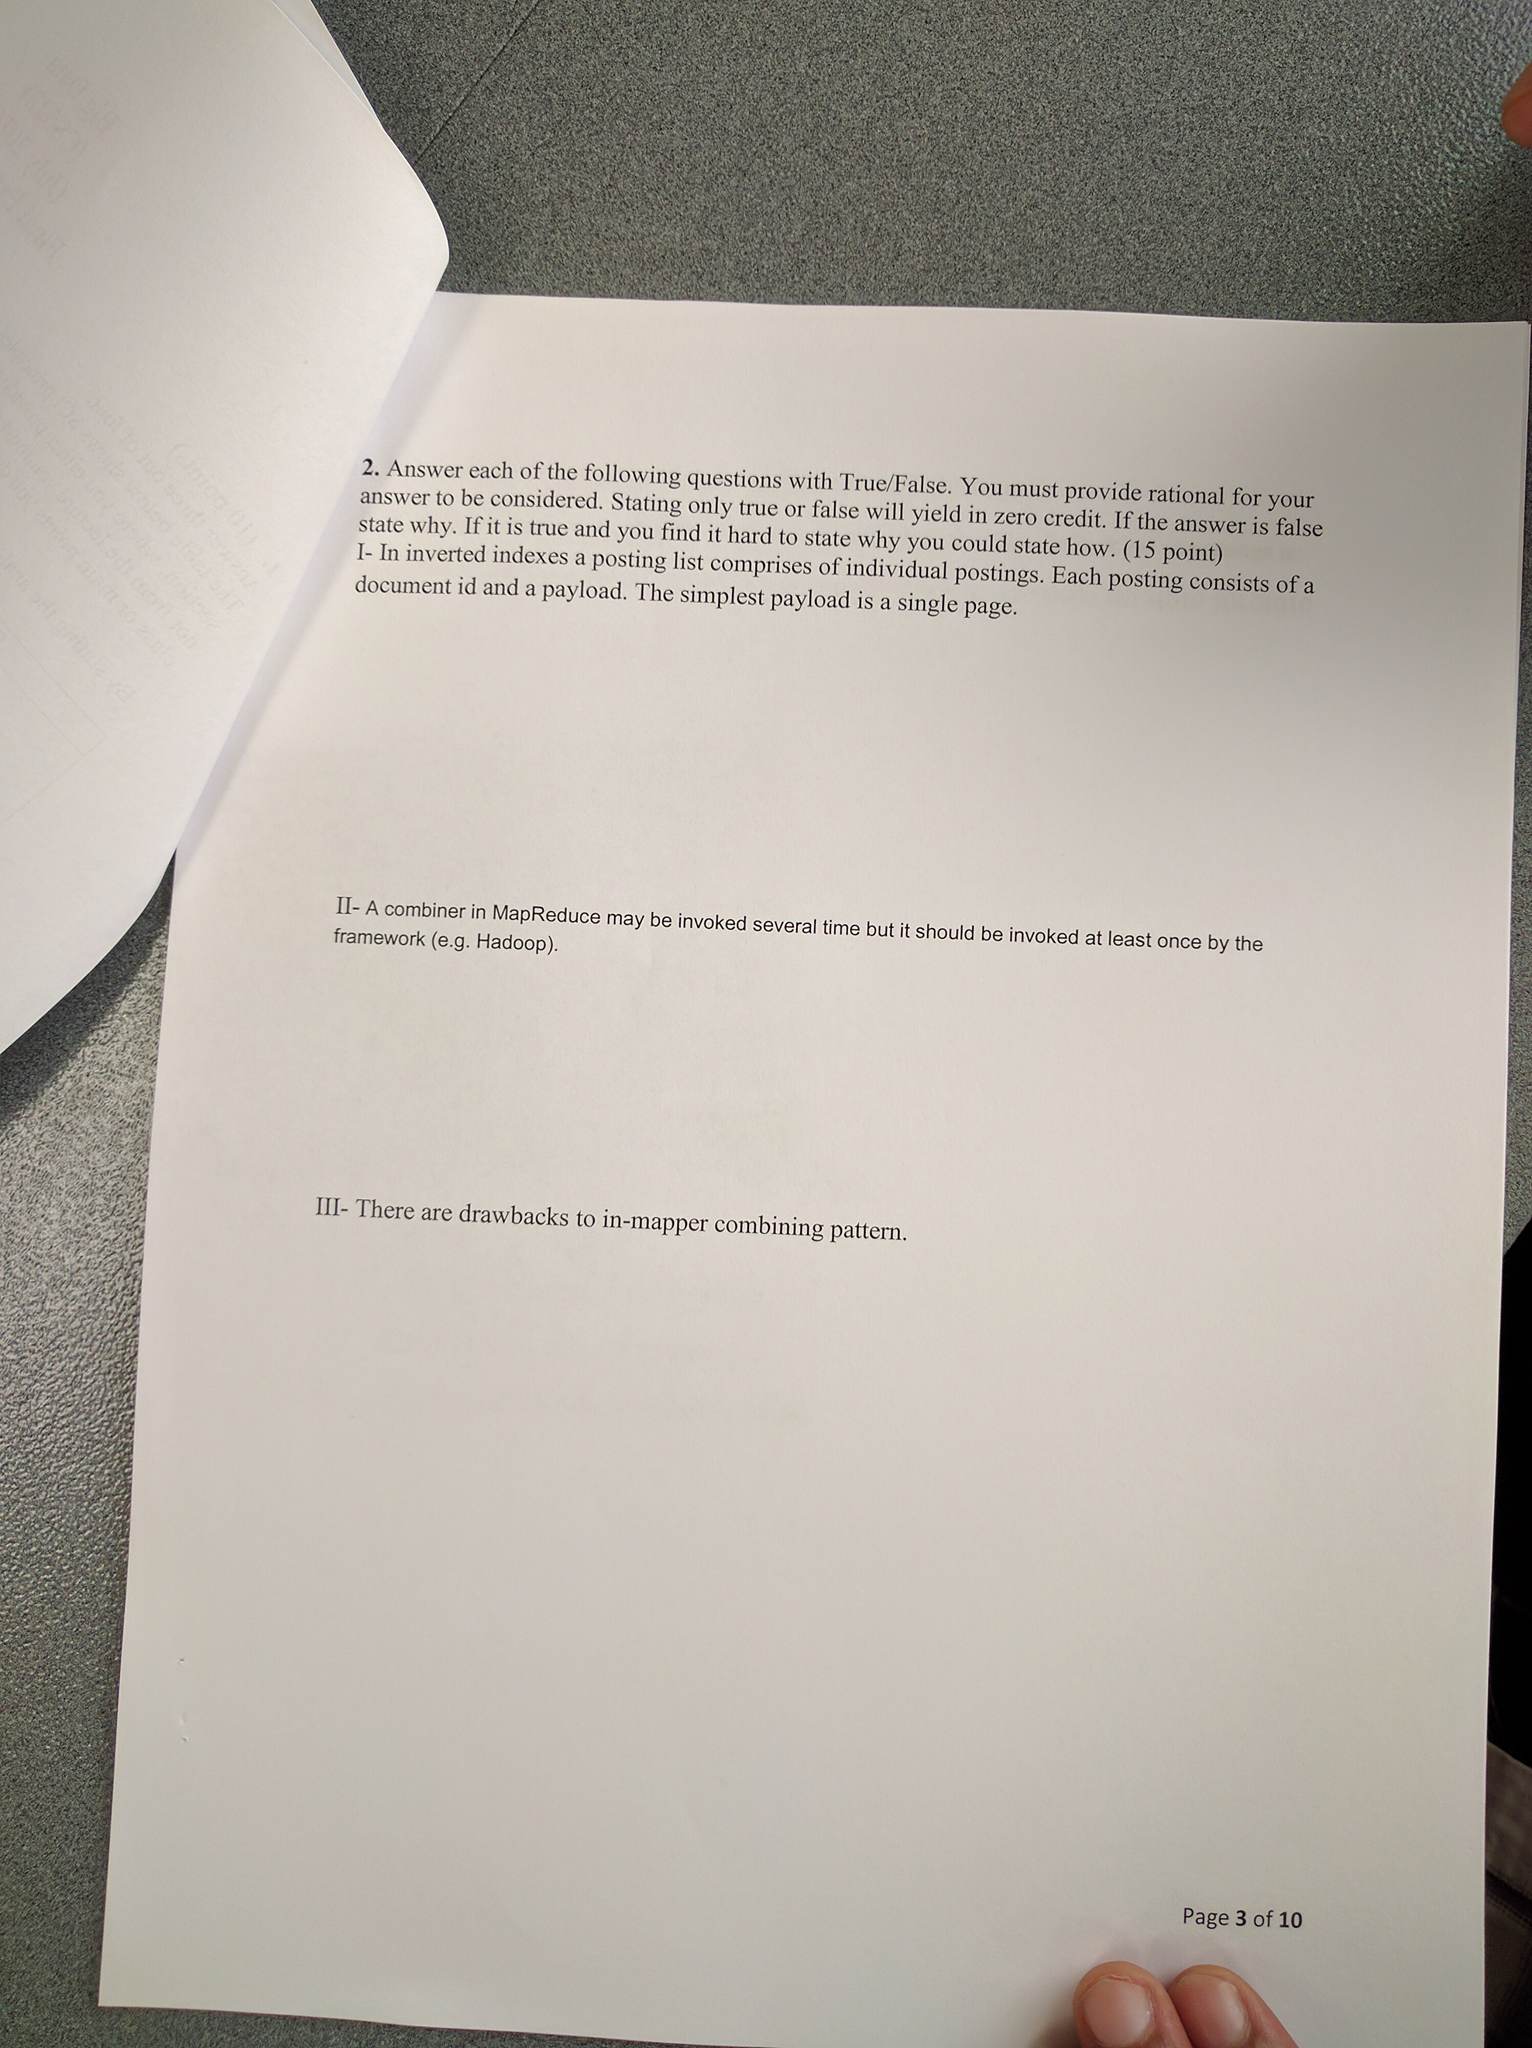 2. Answer each of the following questions with True/False. You must provide rational for your
answer to be considered. Stating only true or false will yield in zero credit. If the answer is false
state why. If it is true and you find it hard to state why you could state how. (15 point)
I- In inverted indexes a posting list comprises of individual postings. Each posting consists of a
document id and a payload. The simplest payload is a single page.
II- A combiner in MapReduce may be invoked several time but it should be invoked at least once by the
framework (e.g. Hadoop).
III- There are drawbacks to in-mapper combining pattern.
Page 3 of 10